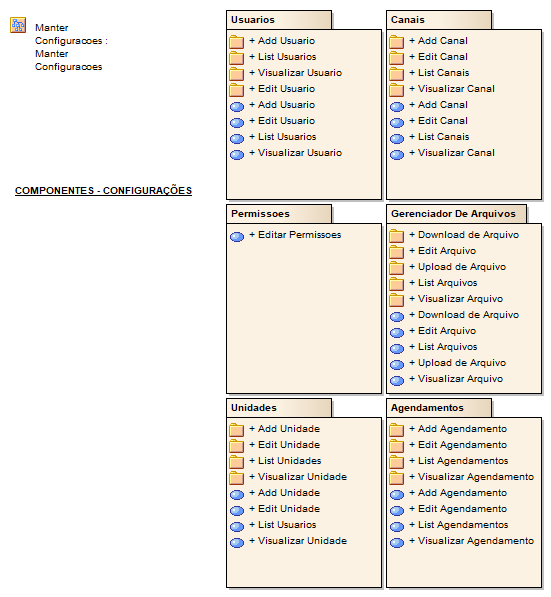 Manter
Configuracoes :
Manter
Configuracoes
COMPONENTES - CONFIGURAÇÕES
Usuarios
+ Add Usuario
+ List Usuarios
+ Visualizar Usuario
+ Edit Usuario
+ Add Usuario
+ Edit Usuario
+ List Usuarios
+ Visualizar Usuario
Canais
+ Add Canal
+ Edit Canal
+ List Canais
+ Visualizar Canal
+ Add Canal
+ Edit Canal
+ List Canais
+ Visualizar Canal
Permissoes
+ Editar Permissoes
Gerenciador De Arquivos
+ Download de Arquivo
+ Edit Arquivo
+ Upload de Arquivo
+ List Arquivos
+ Visualizar Arquivo
+ Download de Arquivo
+ Edit Arquivo
+ List Arquivos
+ Upload de Arquivo
+ Visualizar Arquivo
Unidades
+ Add Unidade
+ Edit Unidade
+ List Unidades
+ Visualizar Unidade
+ Add Unidade
+ Edit Unidade
+ List Usuarios
+ Visualizar Unidade
Agendamentos
+ Add Agendamento
+ Edit Agendamento
+ List Agendamentos
+ Visualizar Agendamento
+ Add Agendamento
+ Edit Agendamento
+ List Agendamentos
+ Visualizar Agendamento